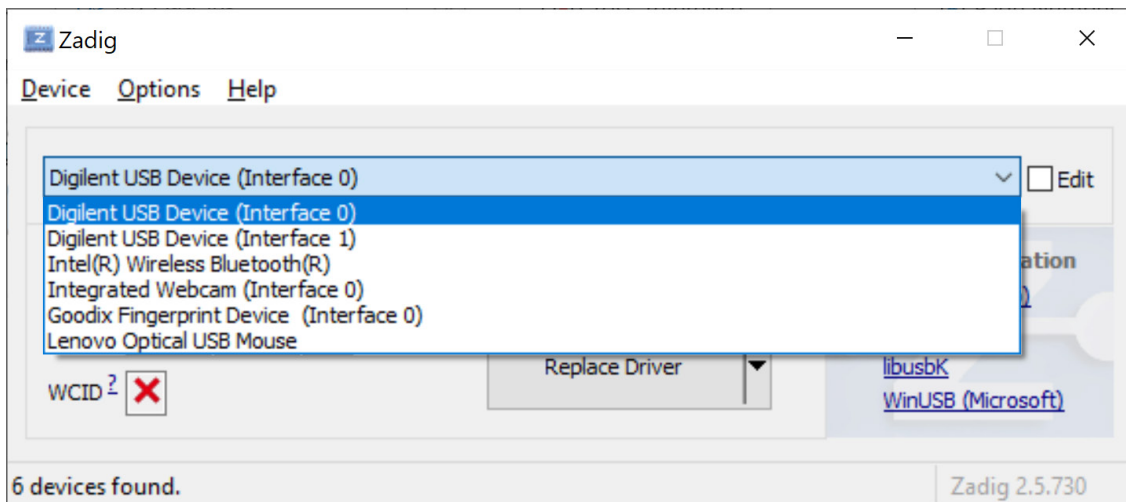 Zadig
Device Options Help
Digilent USB Device (Interface 0)
Edit
Digilent USB Device (Interface 0)
Digilent USB Device (Interface 1)
Intel(R) Wireless Bluetooth(R)
Integrated Webcam (Interface 0)
Goodix Fingerprint Device (Interface 0)
Lenovo Optical USB Mouse
ation
WCID ?
Replace Driver
libusbK
WinUSB (Microsoft)
6 devices found.
Zadig 2.5.730